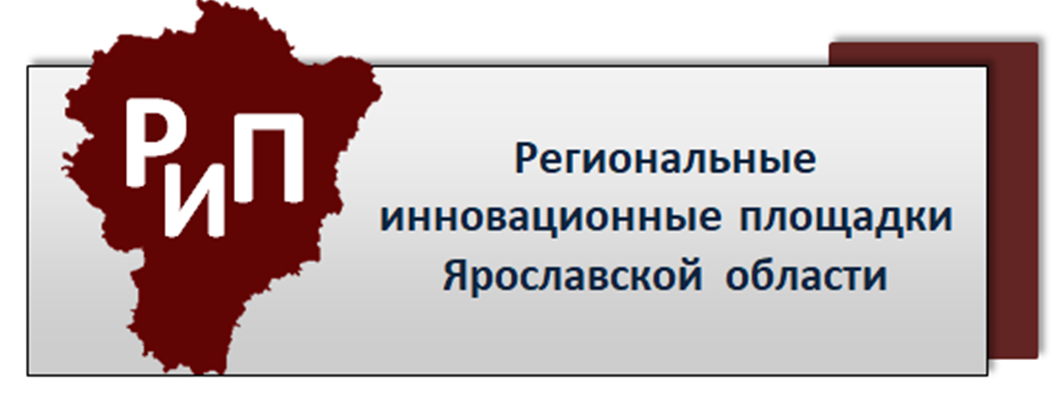 РИП
Региональные
инновационные площадки
Ярославской области